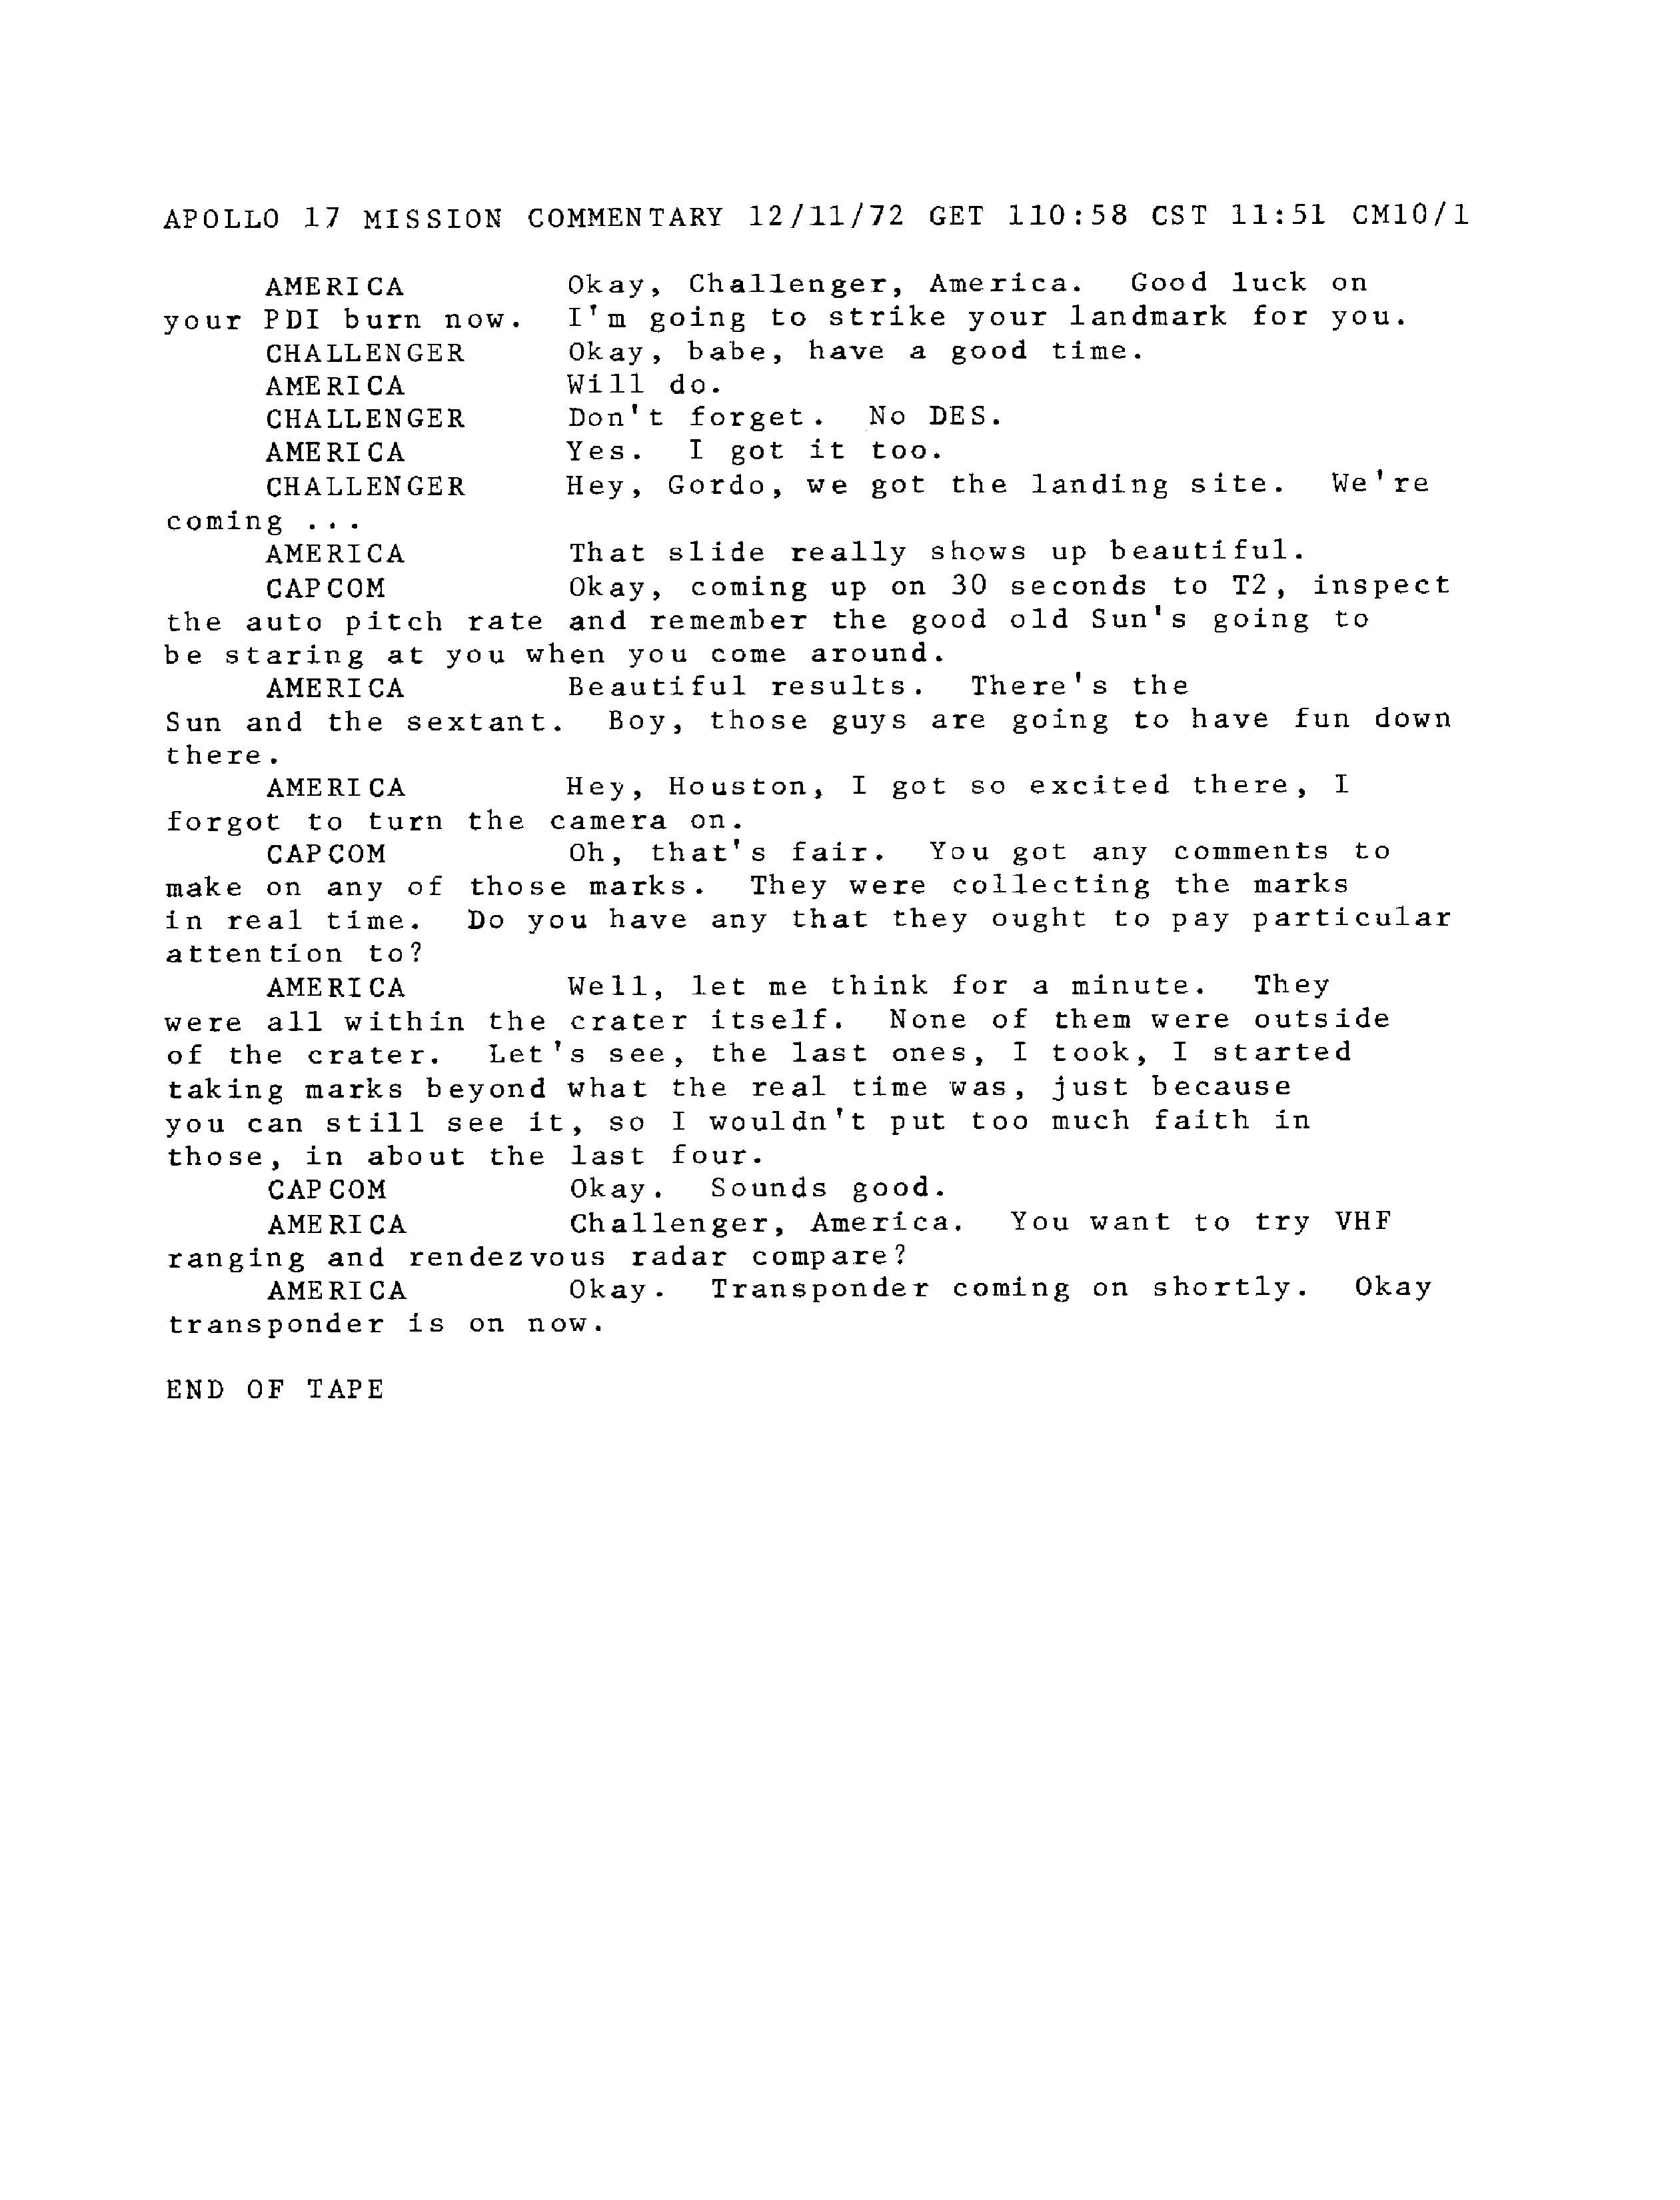 APOLLO 17 MISSION COMMENTARY 12/11/72 GET 110:58 CST 11:51 CM10/1
AMERICA Okay, Challenger, America. Good luck on
your PDI burn now. I'm going to strike your landmark for you.
CHALLENGER Okay, babe, have a good time.
AMERICA Will do.
CHALLENGER Don't forget. No DES.
AMERICA Yes. I got it too.
CHALLENGER Hey, Gordo, we got the landing site. We're
coming ...
AMERICA That slide really shows up beautiful.
CAPCOM Okay, coming up on 30 seconds to T2, inspect
the auto pitch rate and remember the good old Sun's going to
be staring at you when you come around.
AMERICA Beautiful results. There's the
Sun and the sextant. Boy, those guys are going to have fun down
there.
AMERICA Hey, Houston, I got so excited there, I
forgot to turn the camera on.
CAPCOM Oh, that's fair. You got any comments to
make on any of those marks. They were collecting the marks
in real time. Do you have any that they ought to pay particular
attention to?
AMERICA Well, let me think for a minute. They
were all within the crater itself. None of them were outside
of the crater. Let's see, the last ones, I took, I started
taking marks beyond what the real time was, just because
you can still see it, so I wouldn't put too much faith in
those, in about the last four.
CAPCOM Okay. Sounds good.
AMERICA Challenger, America. You want to try VHF
ranging and rendezvous radar compare?
AMERICA Okay. Transponder coming on shortly. Okay
transponder is on now.
END OF TAPE